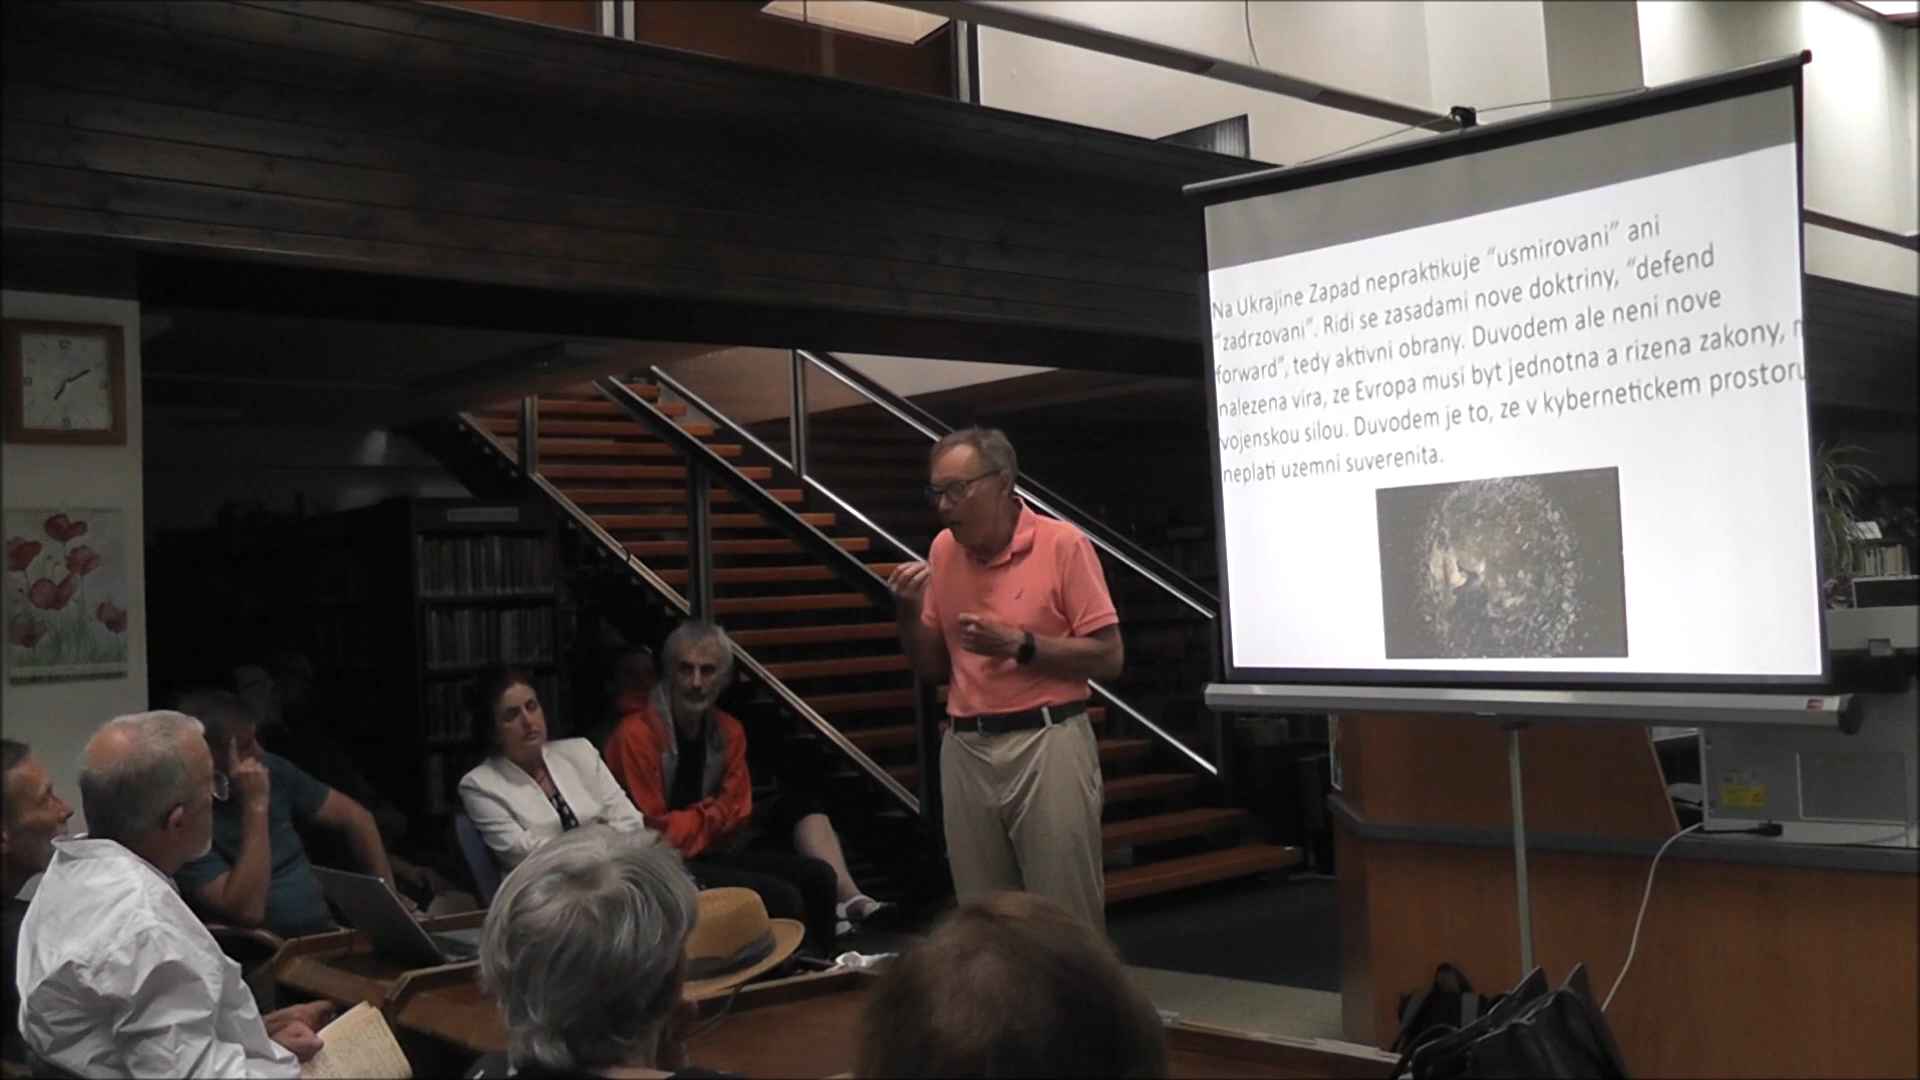 Na Ukrajine Zapad nepraktikuje “usmirovani” ani
“zadrzovani”. Ridi se zasadami nove doktriny, “defend
forward”, tedy aktivni obrany. Duvodem ale neni nove
nalezena vira, ze Evropa musi byt jednotna a rizena zakony, n
vojenskou silou. Duvodem je to, ze v kybernetickem prostoru
neplati uzemni suverenita.